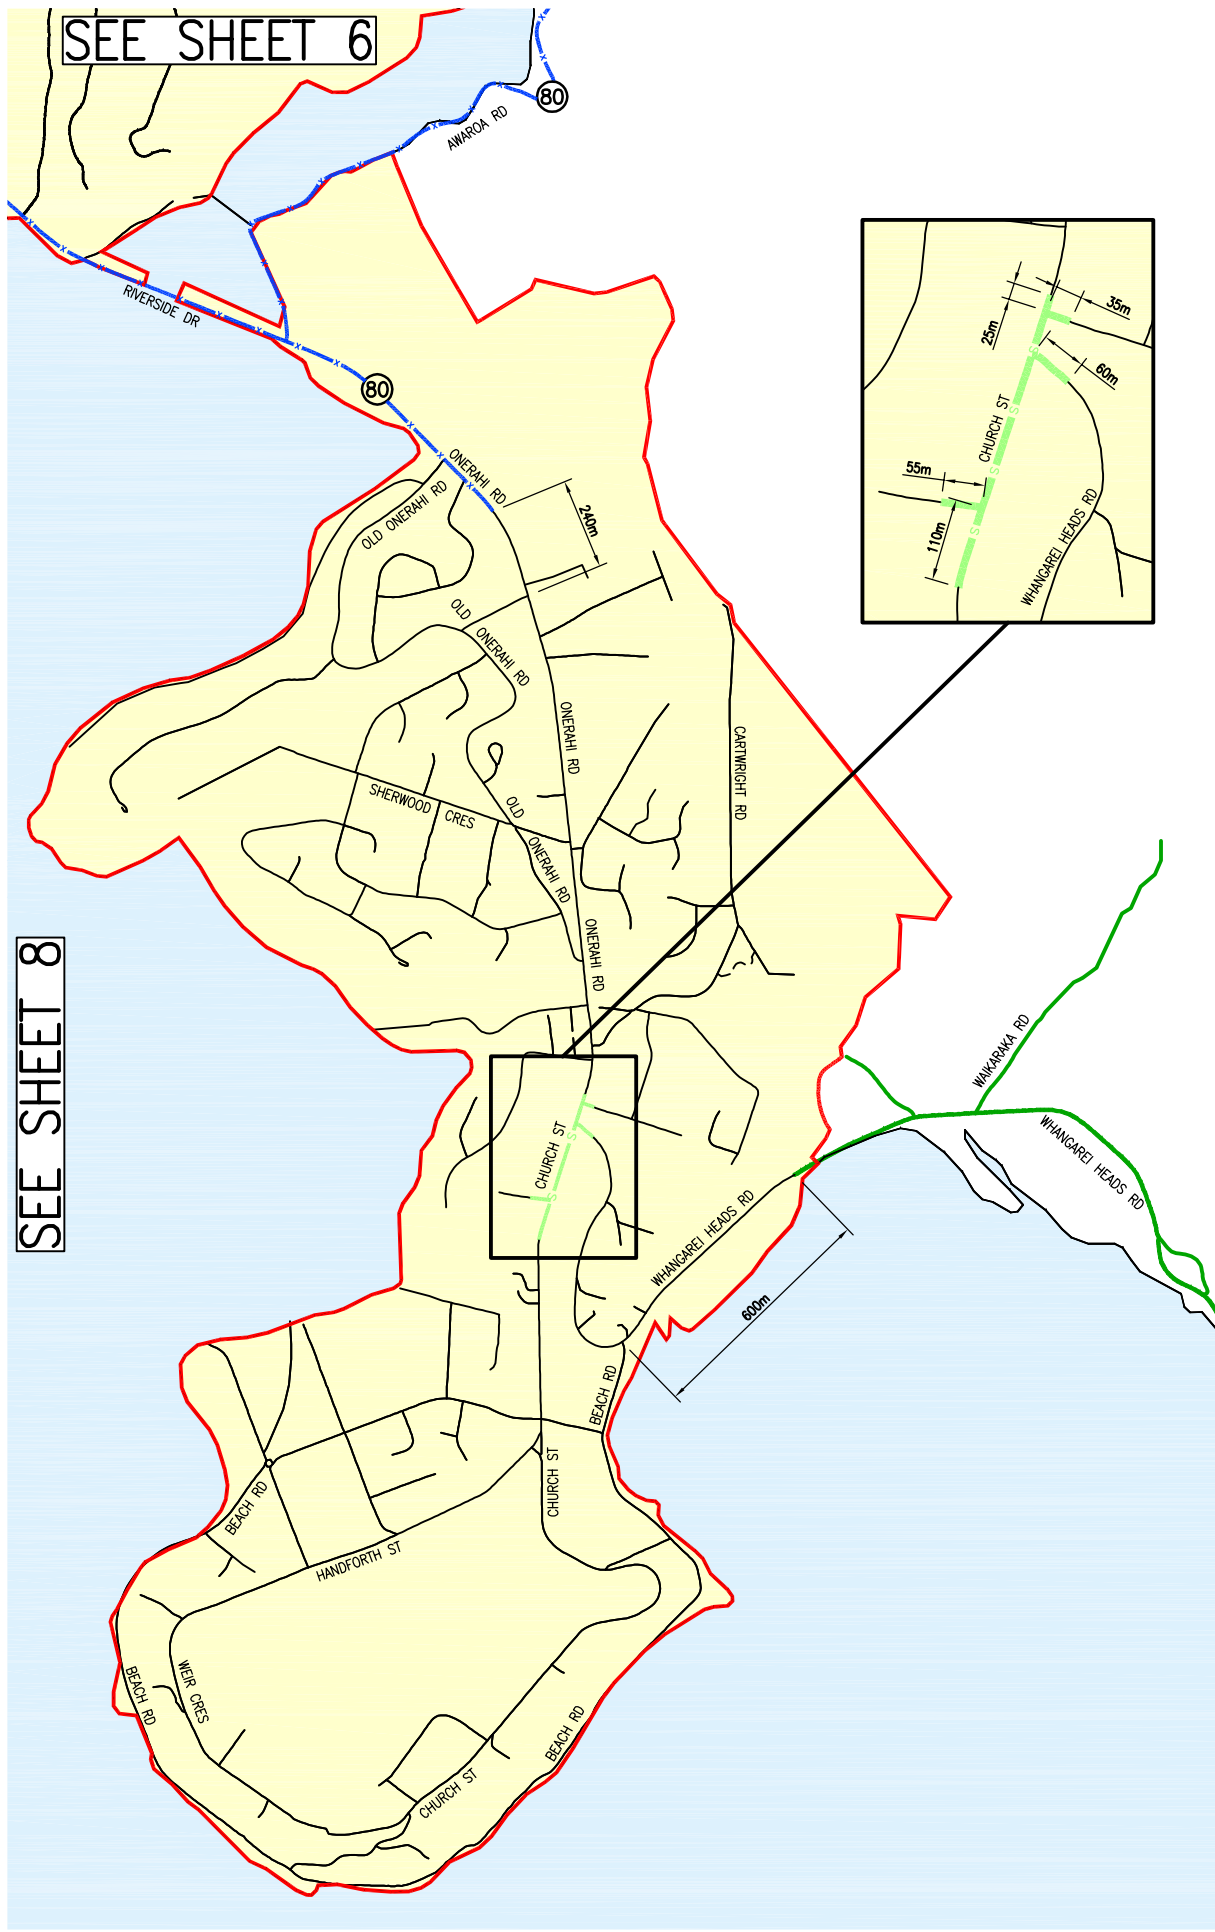 SEE SHEET 6
80
AWAROA RD
RIVERSIDE DR
80
ONERAHI RD
OLD ONERAHI RD
240m
OLD
ONERAHI RD
ONERAHI RD
CARTWRIGHT RD
SHERWOOD
CRES
OLD
ONERAHI RD
ONERAHI RD
35m
25m
60m
CHURCH ST
55m
110m
WHANGAREI HEADS RD
SEE SHEET 8
WAIKARAKA RD
WHANGAREI HEADS RD
CHURCH ST
WHANGAREI HEADS RD
600m
BEACH RD
CHURCH ST
BEACH RD
HANDFORTH ST
WEIR CRES
BEACH RD
BEACH RD
CHURCH ST